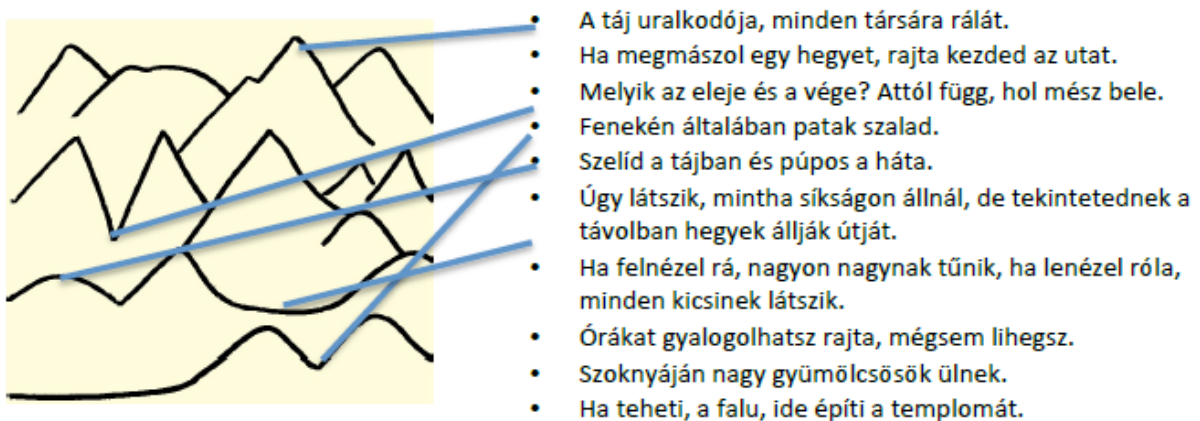 • A táj uralkodója, minden társára rálát.
• Ha megmászol egy hegyet, rajta kezded az utat.
• Melyik az eleje és a vége? Attól függ, hol mész bele.
• Fenekén általában patak szalad.
• Szelíd a tájban és púpos a háta.
• Úgy látszik, mintha síkságon állnál, de tekintetednek a
távolban hegyek állják útját.
• Ha felnézel rá, nagyon nagynak tűnik, ha lenézel róla,
minden kicsinek látszik.
• Órákat gyalogolhatsz rajta, mégsem lihegsz.
• Szoknyáján nagy gyümölcsösök ülnek.
• Ha teheti, a falu, ide építi a templomát.